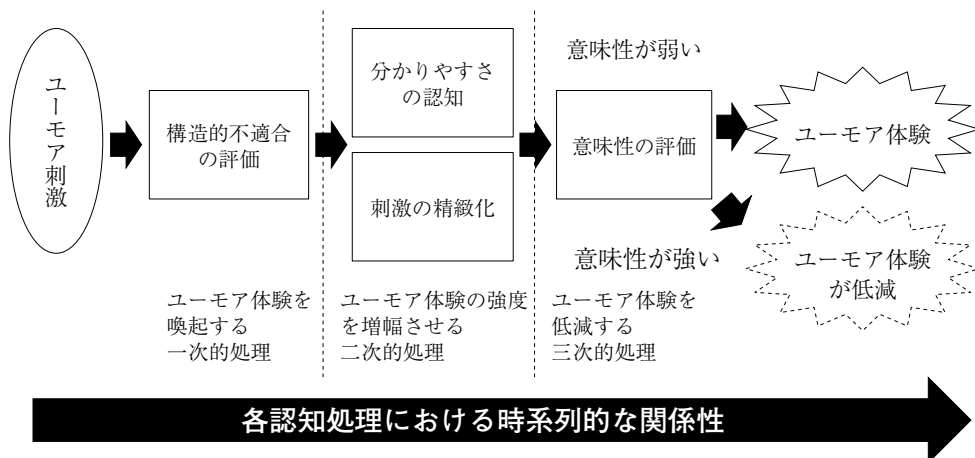 ユーモア刺激
構造的不適合
の評価
分かりやすさ
の認知
刺激の精緻化
意味性が弱い
意味性の評価
意味性が強い
ユーモア体験
ユーモア体験
が低減
ユーモア体験を
喚起する
一次的処理
ユーモア体験の強度
を増幅させる
二次的処理
ユーモア体験を
低減する
三次的処理
各認知処理における時系列的な関係性